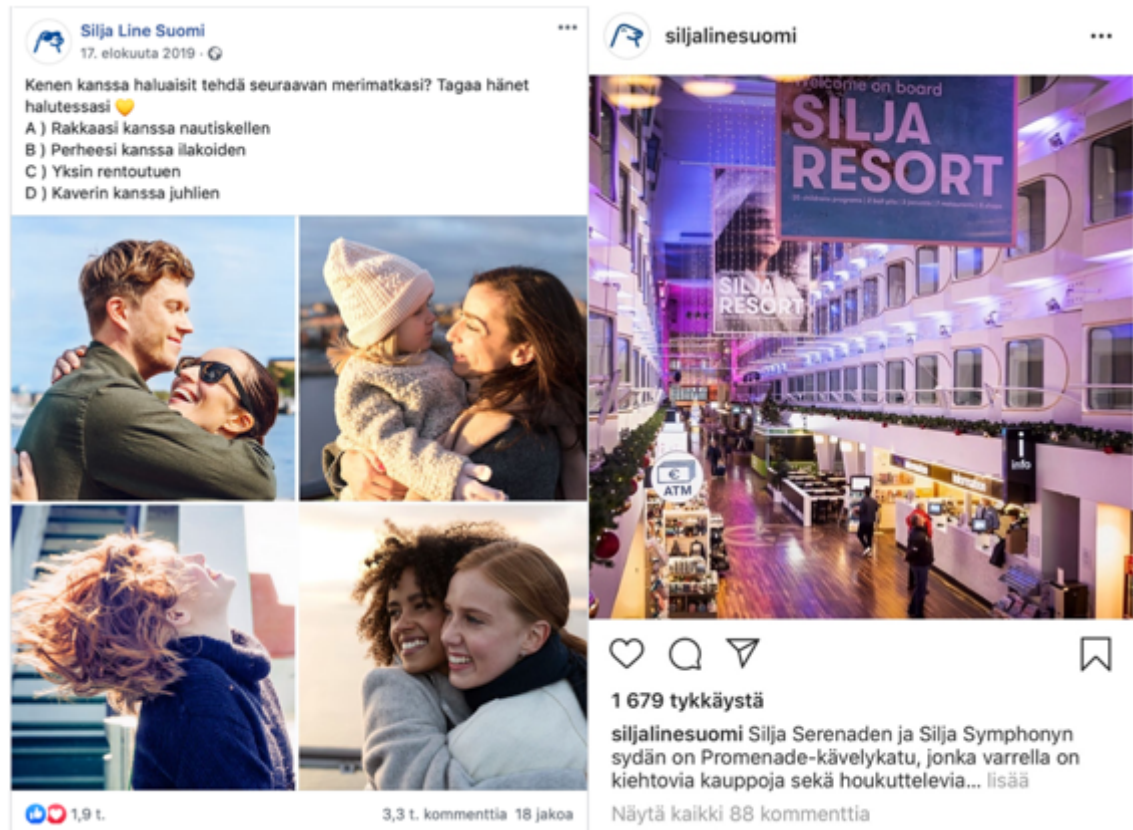 Silja Line Suomi
17. elokuuta 2019 ·
Kenen kanssa haluaisit tehdä seuraavan merimatkasi? Tagaa hänet
halutessasi 💛
A ) Rakkaasi kanssa nautiskellen
B ) Perheesi kanssa ilakoiden
C ) Yksin rentoutuen
D ) Kaverin kanssa juhlien
1,9 t.
3,3 t. kommenttia 18 jakoa
siljalinesuomi
Welcome on board
SILJA
RESORT
SILJA
RESORT
€
ATM
i
info
Information
1 679 tykkäystä
siljalinesuomi Silja Serenaden ja Silja Symphonyn
sydän on Promenade-kävelykatu, jonka varrella on
kiehtovia kauppoja sekä houkuttelevia... lisää
Näytä kaikki 88 kommenttia